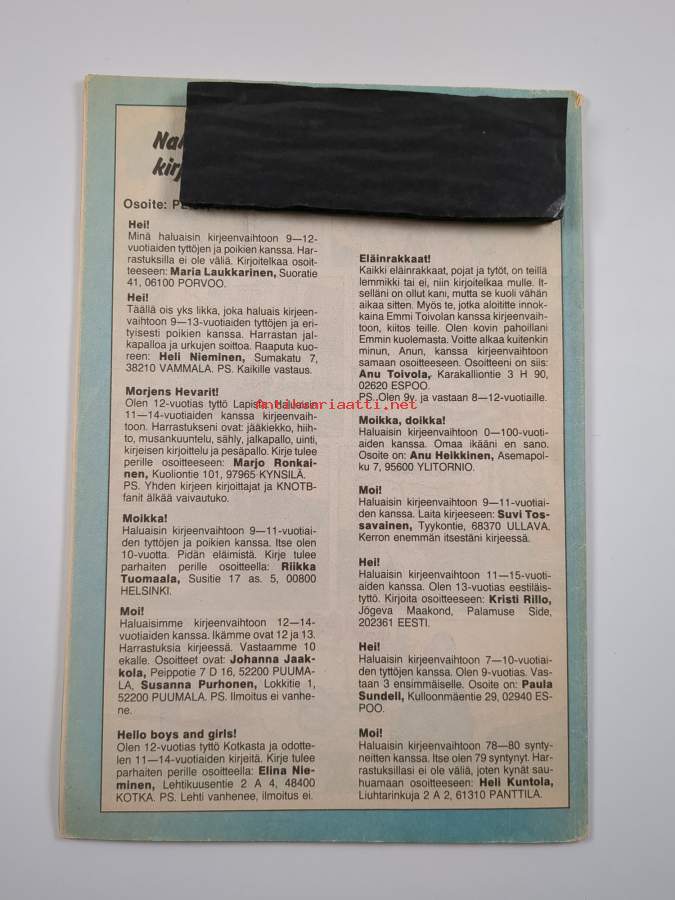 Osoite:
Hei!
Minä haluaisin kirjeenvaihtoon 9—12-
vuotiaiden tyttöjen ja poikien kanssa. Har-
rastuksilla ei ole väliä. Kirjoitelkaa osoit-
teeseen: Maria Laukkarinen, Suoratie
41, 06100 PORVOO.
Hei!
Täällä ois yks likka, joka haluais kirjeen-
vaihtoon 9—13-vuotiaiden tyttöjen ja eri-
tyisesti poikien kanssa. Harrastan jal-
kapalloa ja urkujen soittoa. Raaputa kuo-
reen: Heli Nieminen, Sumakatu 7,
38210 VAMMALA. PS. Kaikille vastaus.
Morjens Hevarit!
Olen 12-vuotias tyttö Lapista. Haluaisin
11—14-vuotiaiden kanssa kirjeenvaih-
toon. Harrastukseni ovat: jääkiekko, hiih-
to, musankuuntelu, sähly, jalkapallo, uinti,
kirjeisen kirjoittelu ja pesäpallo. Kirje tulee
perille osoitteeseen: Marjo Ronkai-
nen, Kuoliontie 101, 97965 KYNSILÄ.
PS. Yhden kirjeen kirjoittajat ja KNOTB-
fanit älkää vaivautuko.
Moikka!
Haluaisin kirjeenvaihtoon 9—11-vuotiai-
den tyttöjen ja poikien kanssa. Itse olen
10-vuotta. Pidän eläimistä. Kirje tulee
parhaiten perille osoitteella: Riikka
Tuomaala, Susitie 17 as. 5, 00800
HELSINKI.
Moi!
Haluaisimme kirjeenvaihtoon 12—14-
vuotiaiden kanssa. Ikämme ovat 12 ja 13.
Harrastuksia kirjeessä. Vastaamme 10
ekalle. Osoitteet ovat: Johanna Jaak-
kola, Peippotie 7 D 16, 52200 PUUMA-
LA, Susanna Purhonen, Lokkitie 1,
52200 PUUMALA. PS. Ilmoitus ei vanhe-
ne.
Hello boys and girls!
Olen 12-vuotias tyttö Kotkasta ja odotte-
len 11—14-vuotiaiden kirjeitä. Kirje tulee
parhaiten perille osoitteella: Elina Nie-
minen, Lehtikuusentie 2 A 4, 48400
KOTKA. PS. Lehti vanhenee, ilmoitus ei.
Eläinrakkaat!
Kaikki eläinrakkaat, pojat ja tytöt, on teillä
lemmikki tai ei, niin kirjoitelkaa mulle. It-
selläni on ollut kani, mutta se kuoli vähän
aikaa sitten. Myös te, jotka aloititte innok-
kaina Emmi Toivolan kanssa kirjeenvaih-
toon, kiitos teille. Olen kovin pahoillani
Emmin kuolemasta. Voitte alkaa kuitenkin
minun, Anun, kanssa kirjeenvaihtoon
samaan osoitteeseen. Osoitteeni on siis:
Anu Toivola, Karakalliontie 3 H 90,
02620 ESPOO.
PS. Olen 9v. ja vastaan 8—12-vuotiaille.
Moikka, doikka!
Haluaisin kirjeenvaihtoon 0—100-vuoti-
aiden kanssa. Omaa ikääni en sano.
Osoite on: Anu Heikkinen, Asemapol-
ku 7, 95600 YLITORNIO.
Moi!
Haluaisin kirjeenvaihtoon 9—11-vuotiai-
den kanssa. Laita kirjeeseen: Suvi Tos-
savainen, Tyykontie, 68370 ULLAVA.
Kerron enemmän itsestäni kirjeessä.
Hei!
Haluaisin kirjeenvaihtoon 11—15-vuoti-
aiden kanssa. Olen 13-vuotias eestiläis-
tyttö. Kirjoita osoitteeseen: Kristi Rillo,
Jõgeva Maakond, Palamuse Side,
202361 EESTI.
Hei!
Haluaisin kirjeenvaihtoon 7—10-vuotiai-
den tyttöjen kanssa. Olen 9-vuotias. Vas-
taan 3 ensimmäiselle. Osoite on: Paula
Sundell, Kulloonmäentie 29, 02940 ES-
POO.
Moi!
Haluaisin kirjeenvaihtoon 78—80 synty-
neitten kanssa. Itse olen 79 syntynyt. Har-
rastuksillasi ei ole väliä, joten kynät sau-
huamaan osoitteeseen: Heli Kuntola,
Liuhtarinkuja 2 A 2, 61310 PANTTILA.
antikvariaatti.net